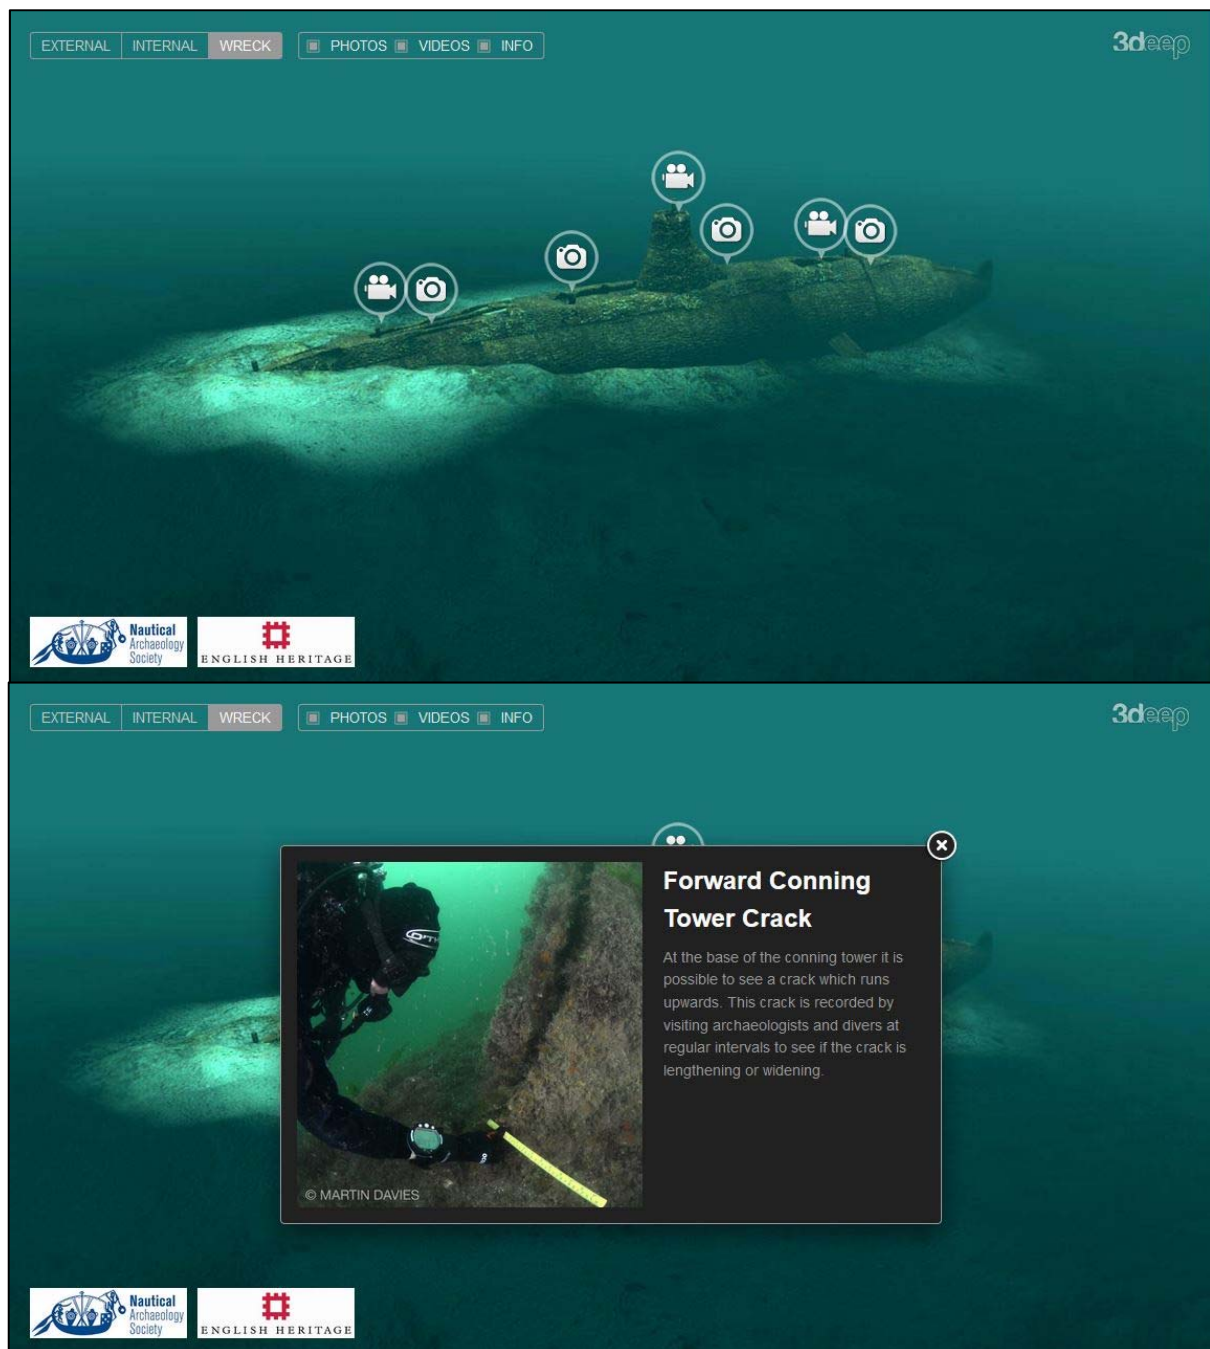 EXTERNAL INTERNAL WRECK PHOTOS VIDEOS INFO 3deep
Nautical
Archaeology
Society
ENGLISH HERITAGE
EXTERNAL INTERNAL WRECK PHOTOS VIDEOS INFO 3deep
Forward Conning
Tower Crack
At the base of the conning tower it is
possible to see a crack which runs
upwards. This crack is recorded by
visiting archaeologists and divers at
regular intervals to see if the crack is
lengthening or widening.
© MARTIN DAVIES
Nautical
Archaeology
Society
ENGLISH HERITAGE